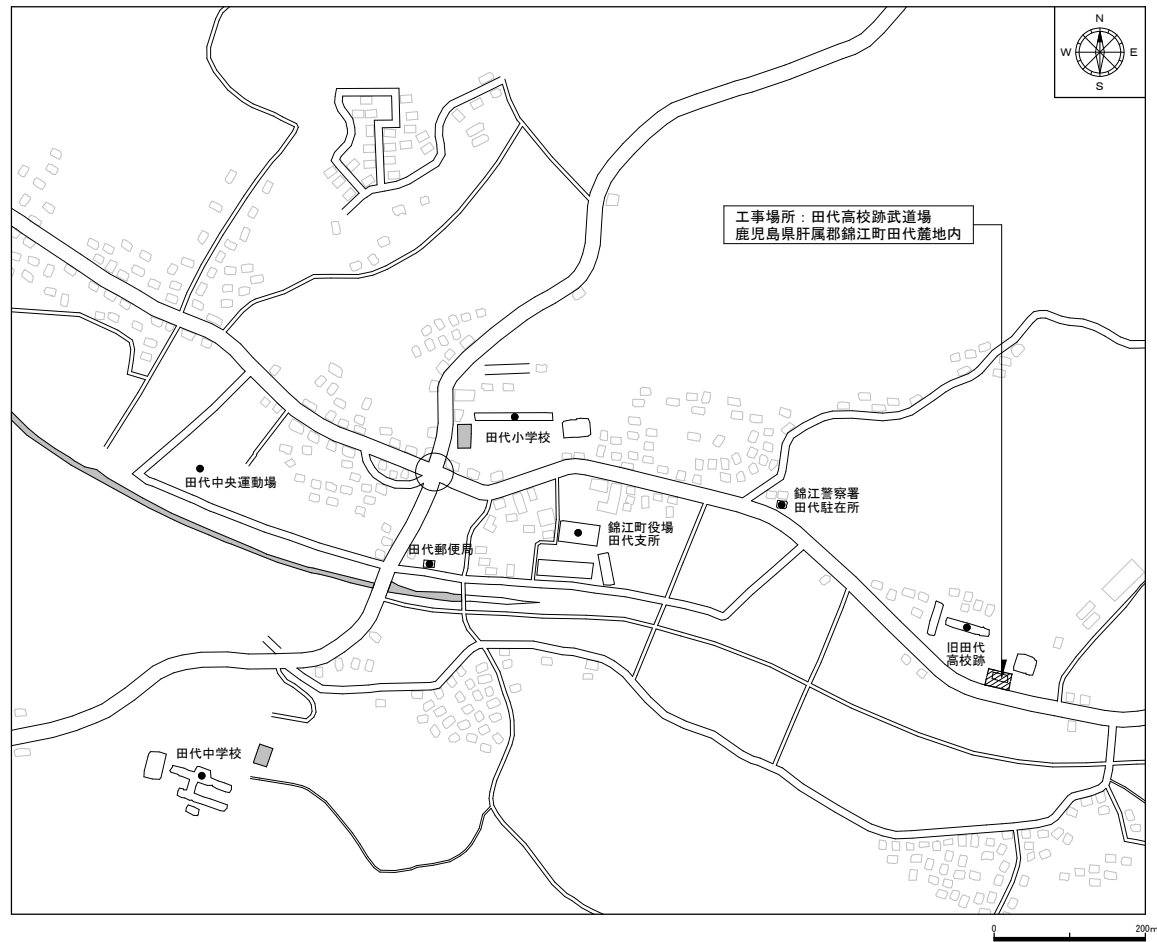 N
W E
S
工事場所：田代高校跡武道場
鹿児島県肝属郡錦江町田代麓地内
田代小学校
田代中央運動場
錦江警察署
田代駐在所
錦江町役場
田代支所
田代郵便局
旧田代
高校跡
田代中学校
0 200m